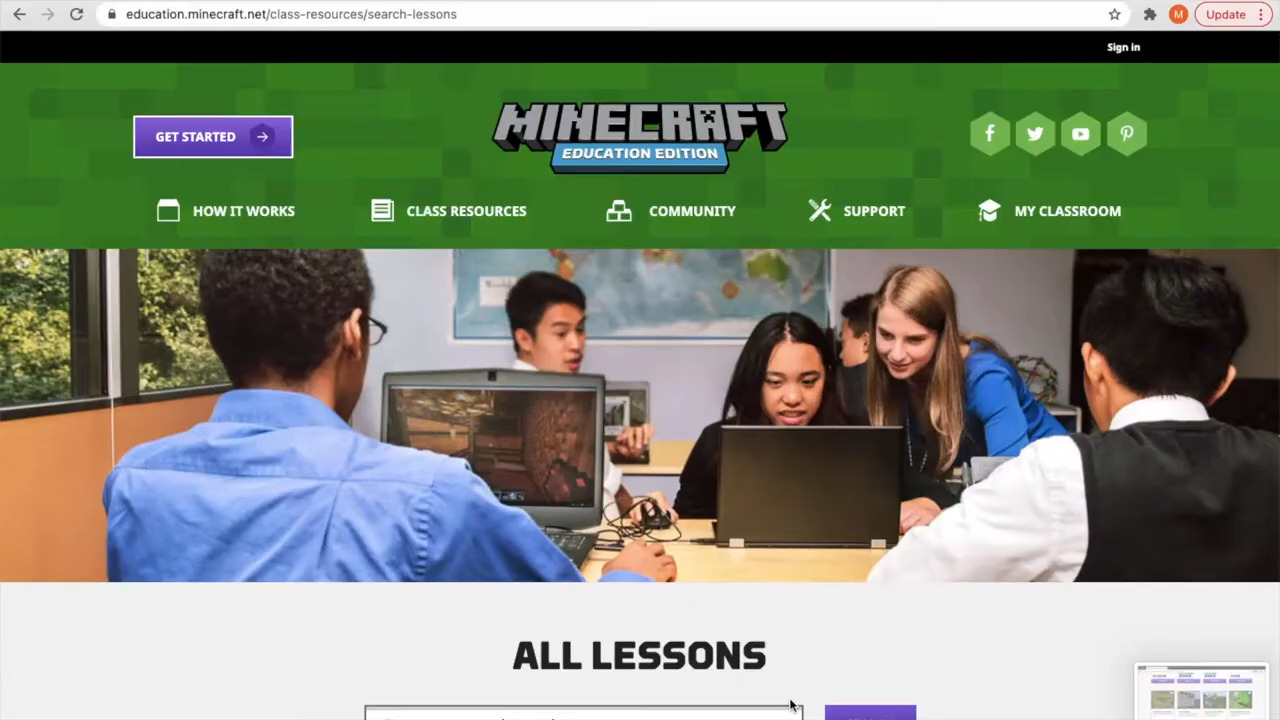 education.minecraft.net/class-resources/search-lessons
M
Update
Sign in
GET STARTED
MINECRAFT
EDUCATION EDITION
HOW IT WORKS
CLASS RESOURCES
COMMUNITY
SUPPORT
MY CLASSROOM
ALL LESSONS